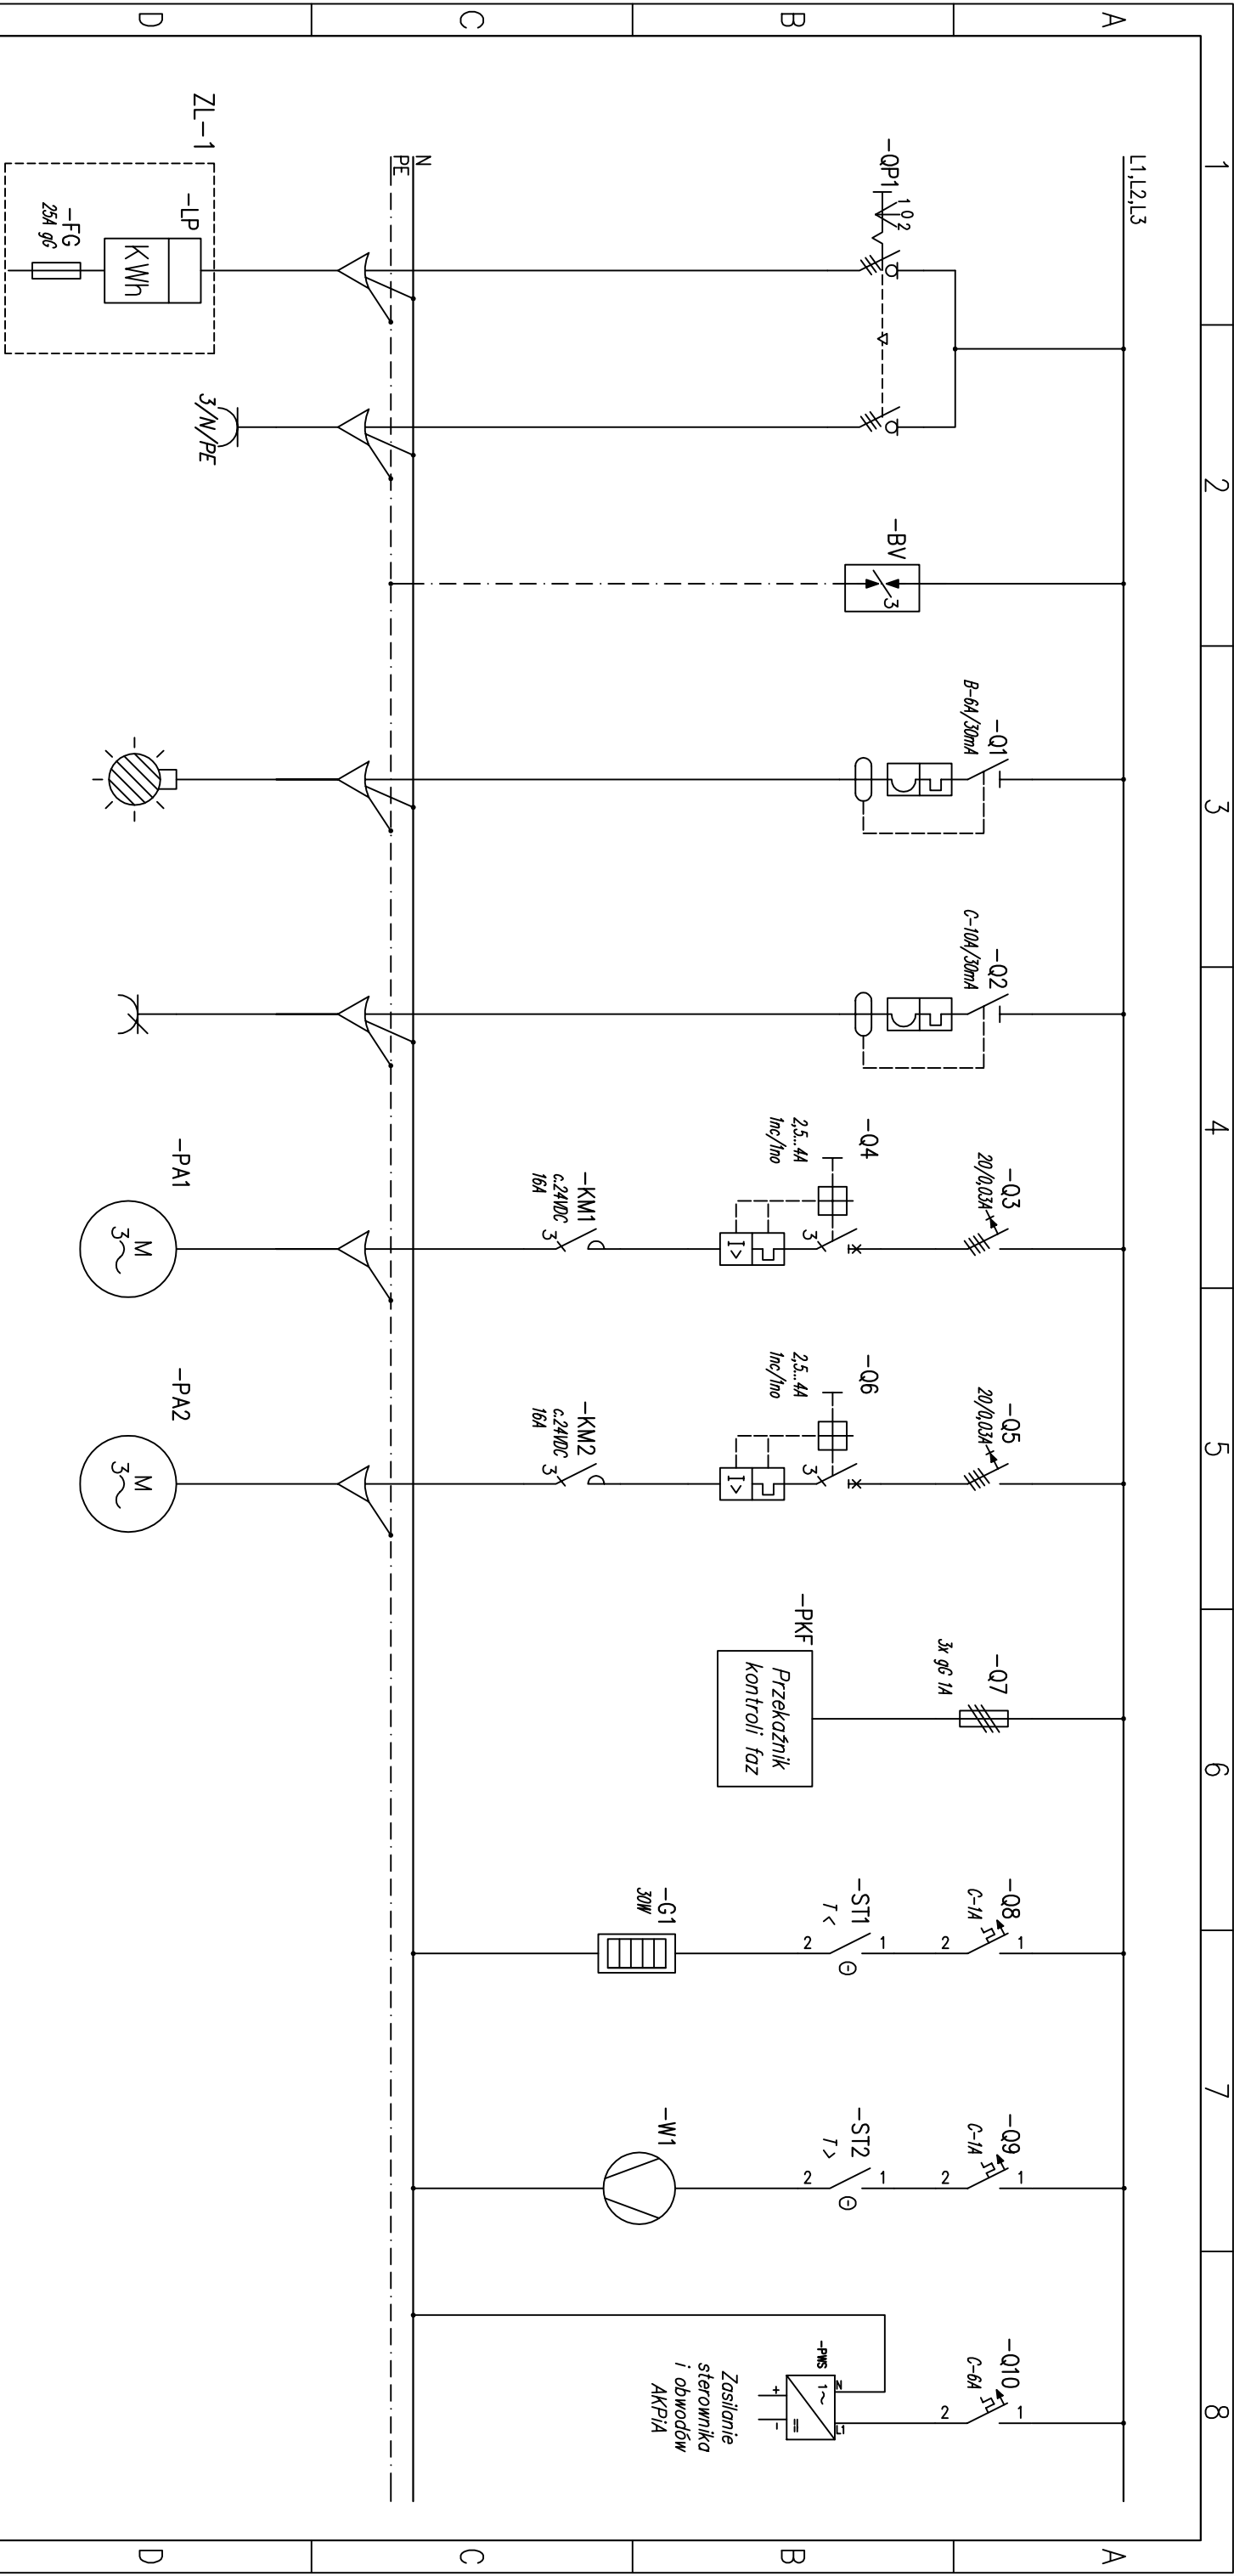 1
2
3
4
5
6
7
8
A
A
B
B
C
C
D
D
L1,L2,L3
N
PE
-QP1
1 0 2
ZL-1
-LP
KWh
-FG
25A gG
3/N/PE
-BV
3
-Q1
B-6A/30mA
-Q2
C-10A/30mA
-Q3
20/0,03A
-Q4
2,5...4A
1nc/1no
3
I>
-KM1
c.24VDC
16A
3
-PA1
M
3~
-Q5
20/0,03A
-Q6
2,5...4A
1nc/1no
3
I>
-KM2
c.24VDC
16A
3
-PA2
M
3~
-Q7
3x gG 1A
-PKF
Przekaźnik
kontroli faz
-Q8
C-1A
1
2
-ST1
T <
1
2
-G1
30W
-Q9
C-1A
1
2
-ST2
T >
1
2
-W1
-Q10
C-6A
1
2
-PWS
N
L1
1~
=
+
-
Zasilanie
sterownika
i obwodów
AKPiA